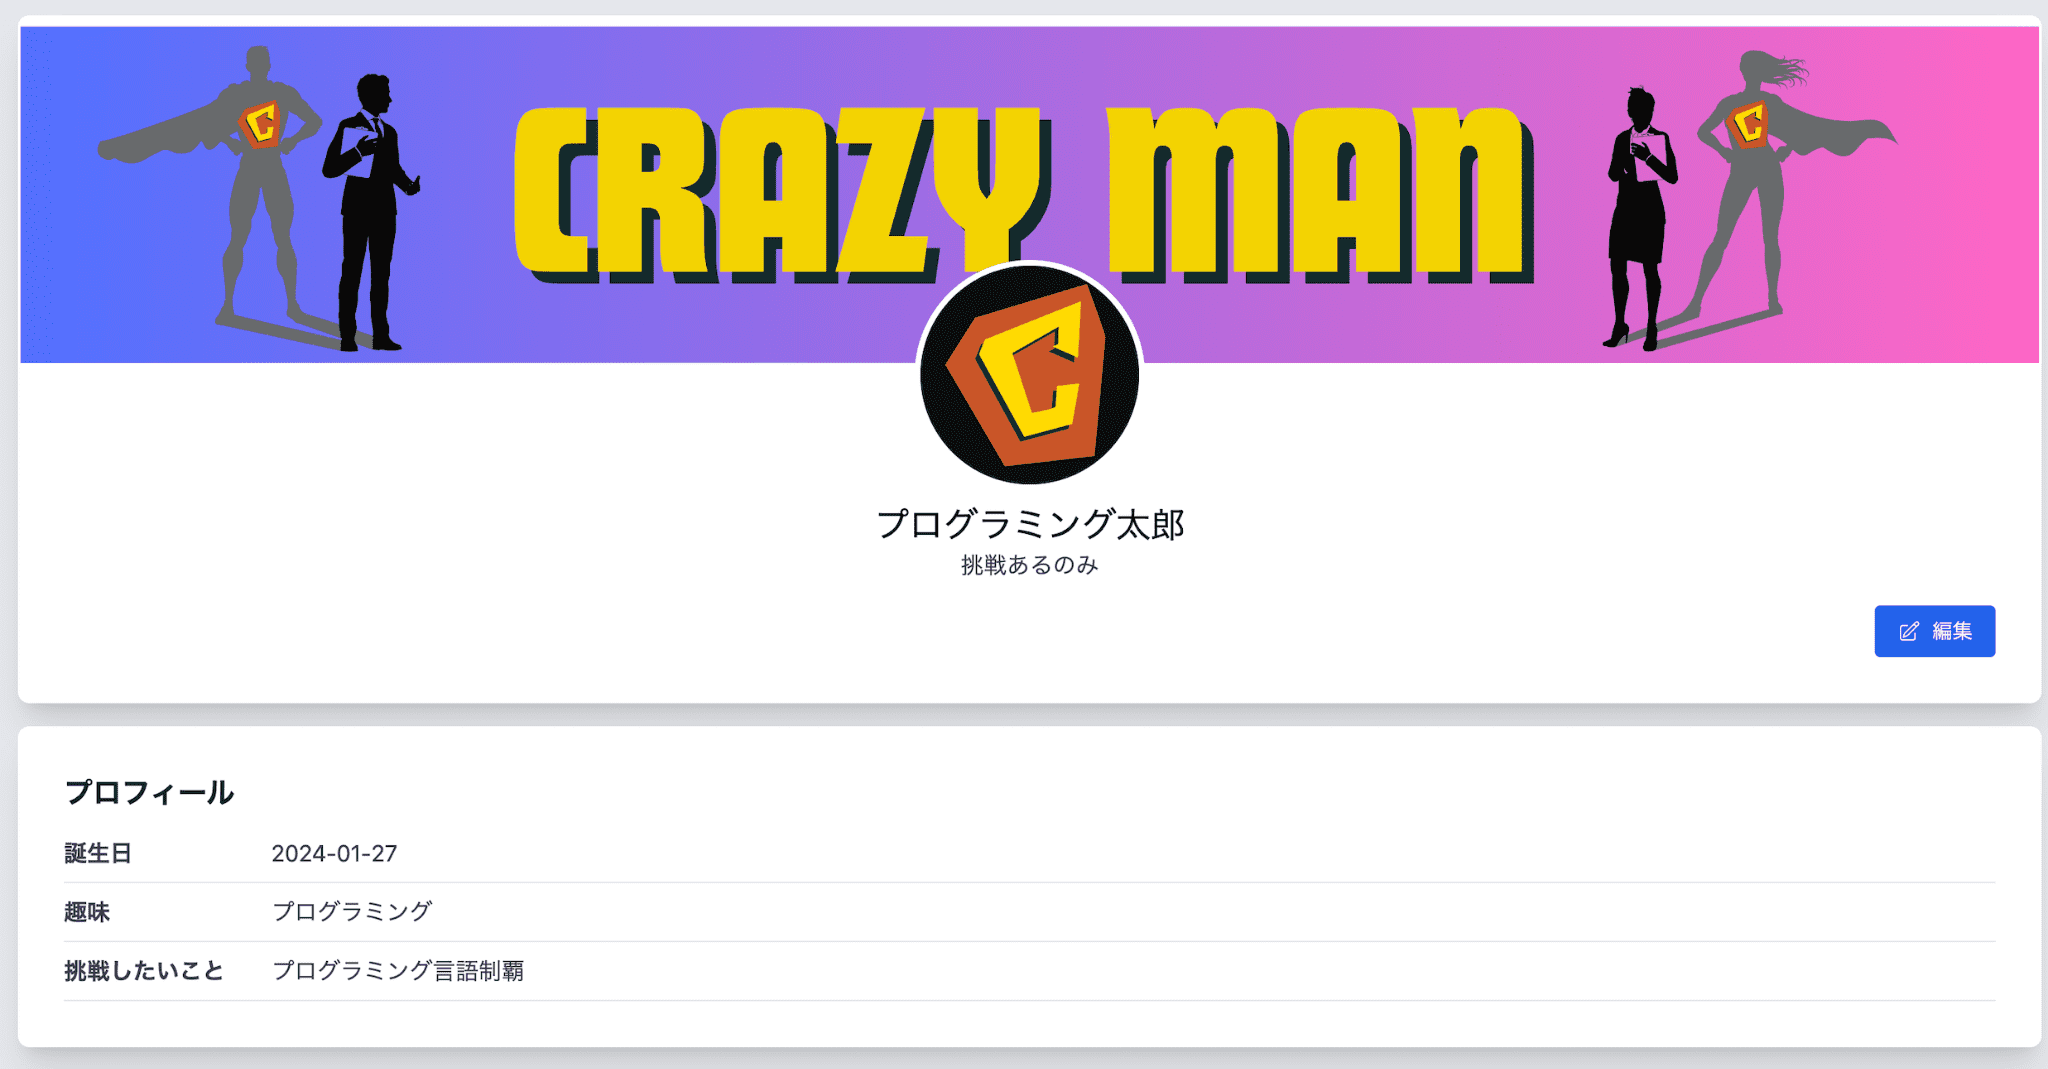 CRAZY MAN
C
C
C
プログラミング太郎
挑戦あるのみ
編集
プロフィール
誕生日 2024-01-27
趣味 プログラミング
挑戦したいこと プログラミング言語制覇